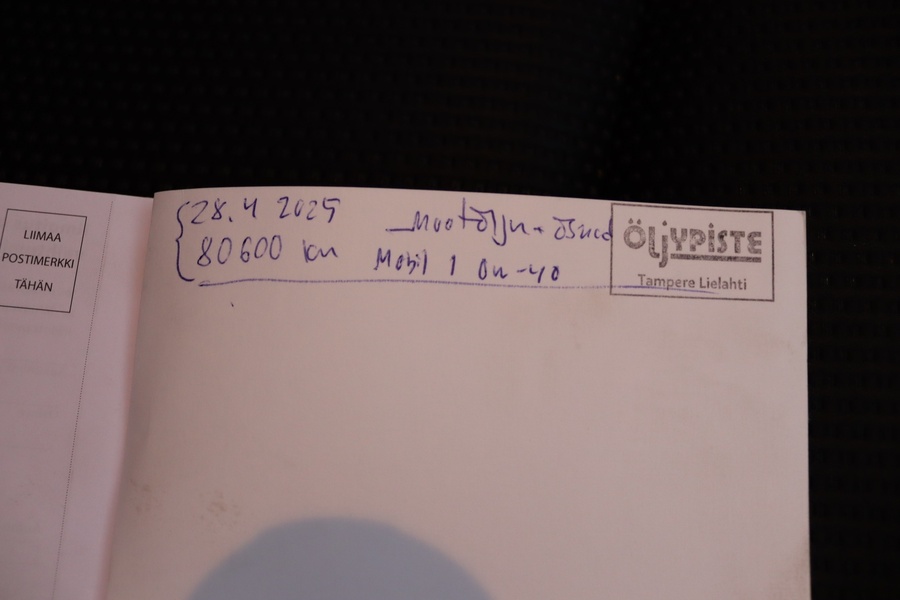 LIIMAA
POSTIMERKKI
TÄHÄN
28.4 2025
80600 km
Mobil 1 0w-40
ÖLJYPISTE
Tampere Lielahti